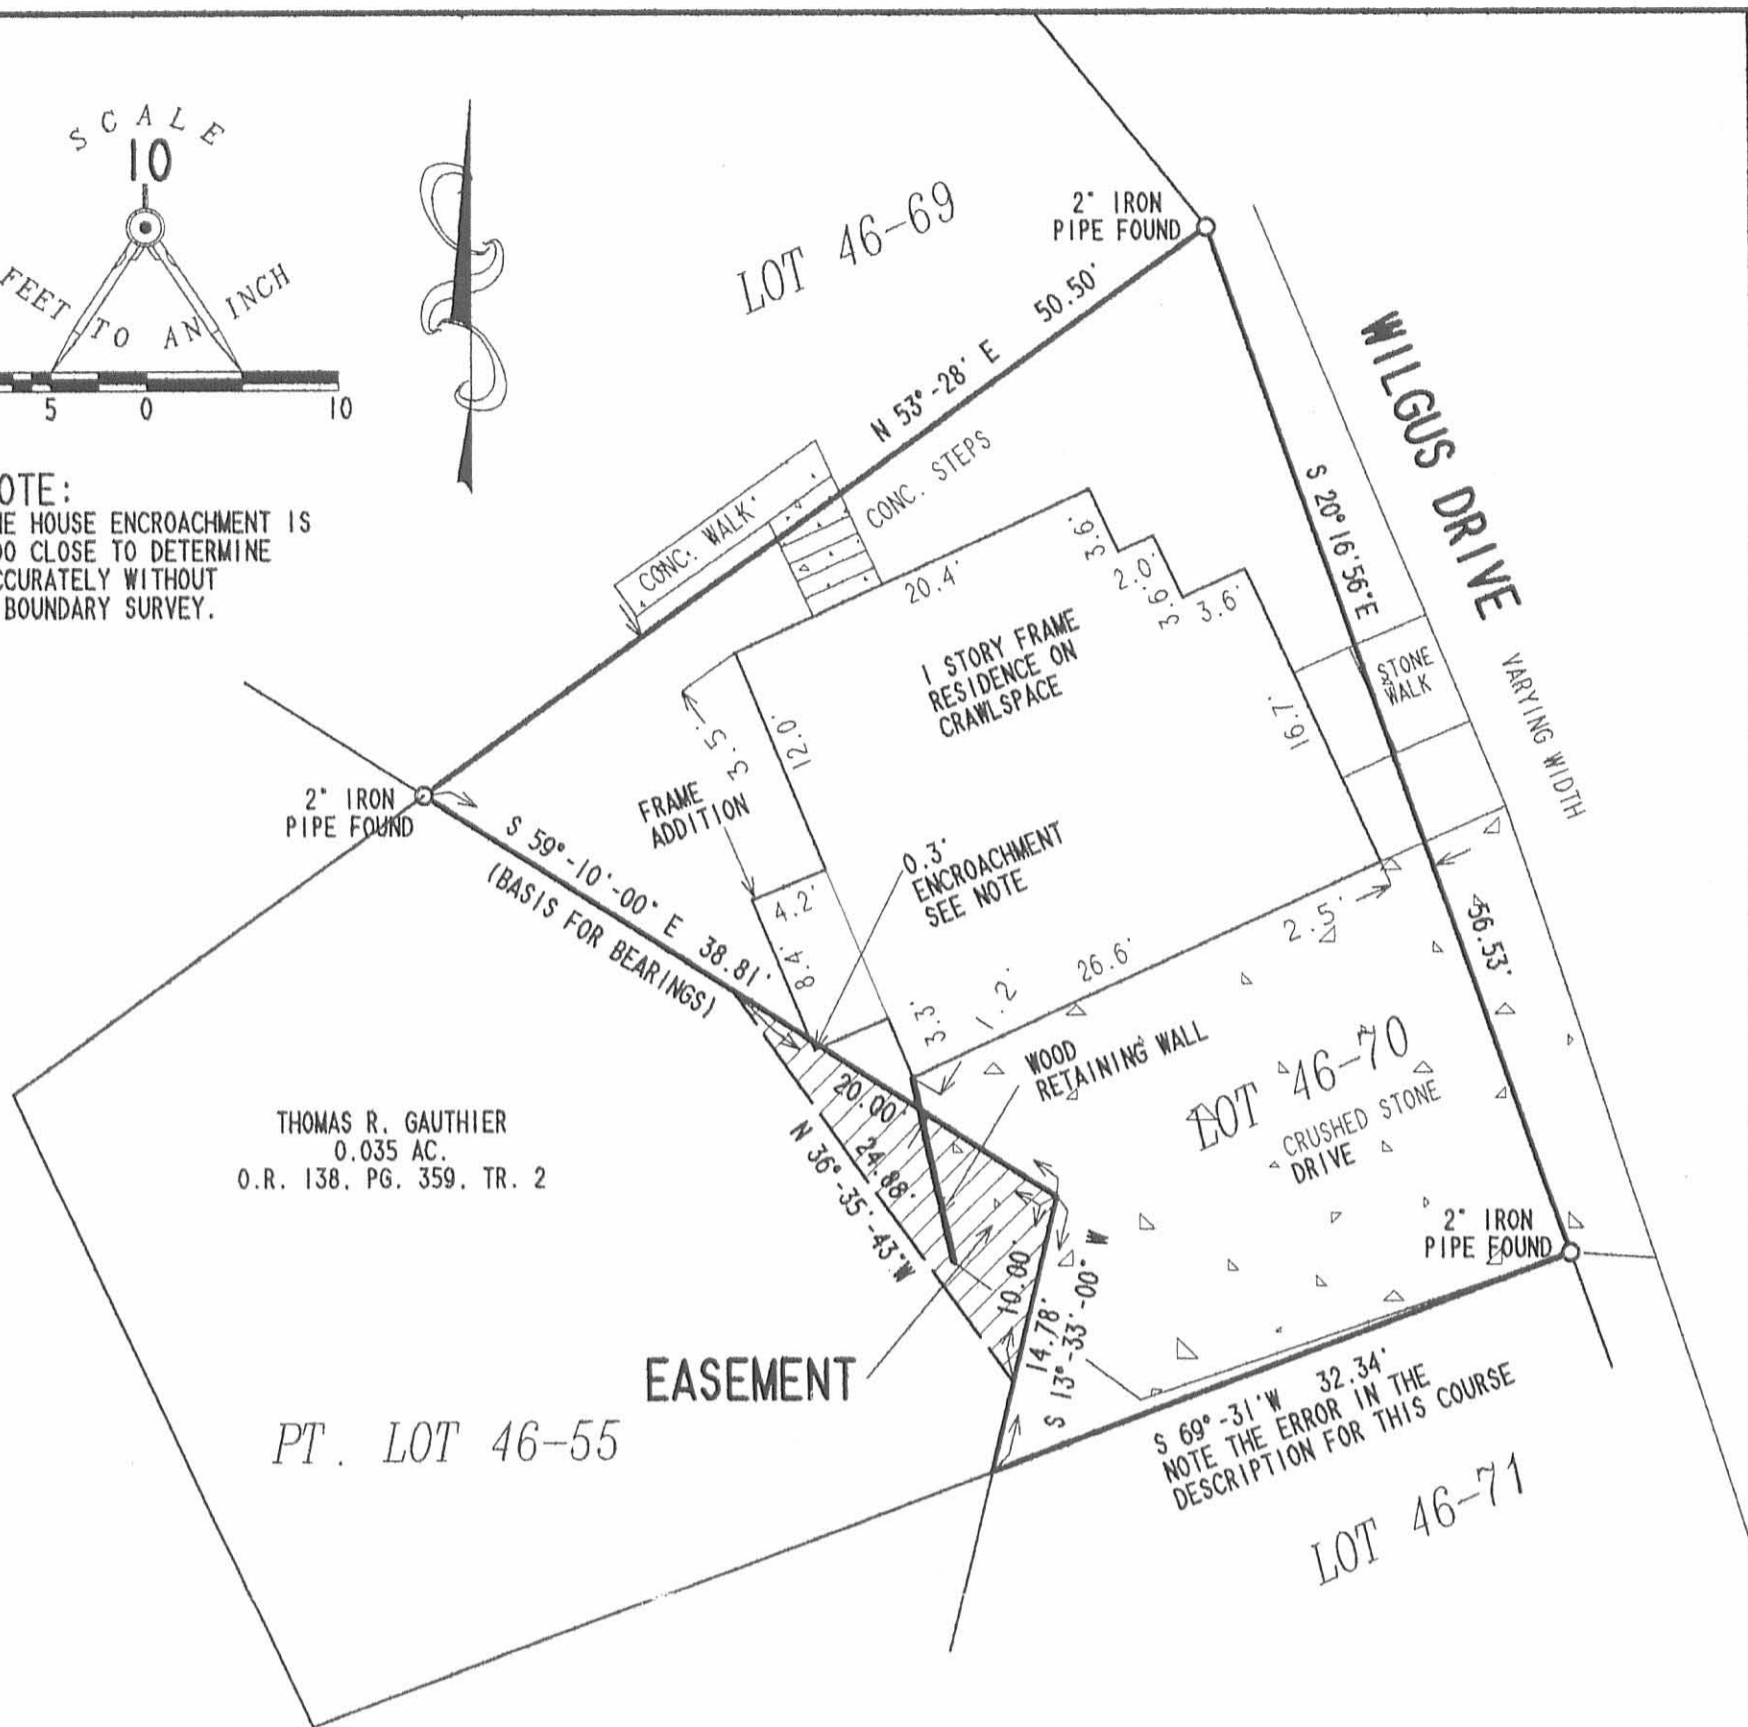 SCALE
10
FEET TO AN INCH
5 0 10
OTE:
HE HOUSE ENCROACHMENT IS
OO CLOSE TO DETERMINE
CCURATELY WITHOUT
BOUNDARY SURVEY.
LOT 46-69
2" IRON
PIPE FOUND
N 53°-28' E 50.50'
WILGUS DRIVE
VARYING WIDTH
S 20°16'56"E
56.53'
CONC. WALK
CONC. STEPS
20.4'
3.6'
2.0'
3.6'
3.6'
STONE
WALK
1 STORY FRAME
RESIDENCE ON
CRAWLSPACE
16.7'
12.0'
3.5'
FRAME
ADDITION
2" IRON
PIPE FOUND
S 59°-10'-00" E 38.81'
(BASIS FOR BEARINGS)
4.2'
8.4'
0.3'
ENCROACHMENT
SEE NOTE
2.5'
26.6'
1.2'
3.3'
WOOD
RETAINING WALL
LOT 46-70
CRUSHED STONE
DRIVE
20.00'
24.88'
N 36°-35'-43"W
THOMAS R. GAUTHIER
0.035 AC.
O.R. 138, PG. 359, TR. 2
2" IRON
PIPE FOUND
10.00'
14.78'
S 13°-33'-00" W
EASEMENT
PT. LOT 46-55
S 69°-31'W 32.34'
NOTE THE ERROR IN THE
DESCRIPTION FOR THIS COURSE
LOT 46-71